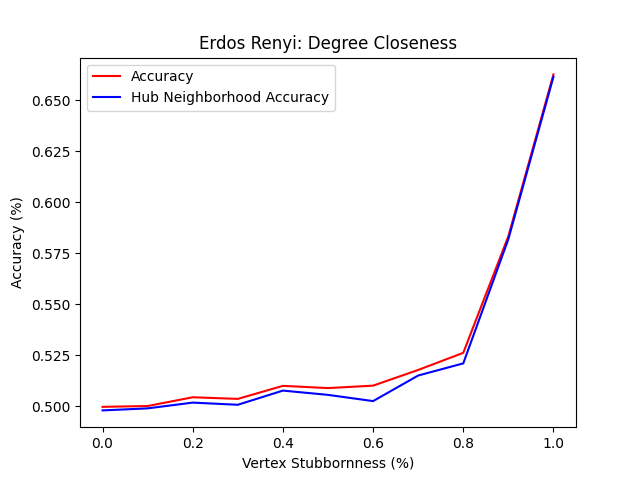 Erdos Renyi: Degree Closeness
Accuracy
Hub Neighborhood Accuracy
Accuracy (%)
0.650
0.625
0.600
0.575
0.550
0.525
0.500
0.0 0.2 0.4 0.6 0.8 1.0
Vertex Stubbornness (%)